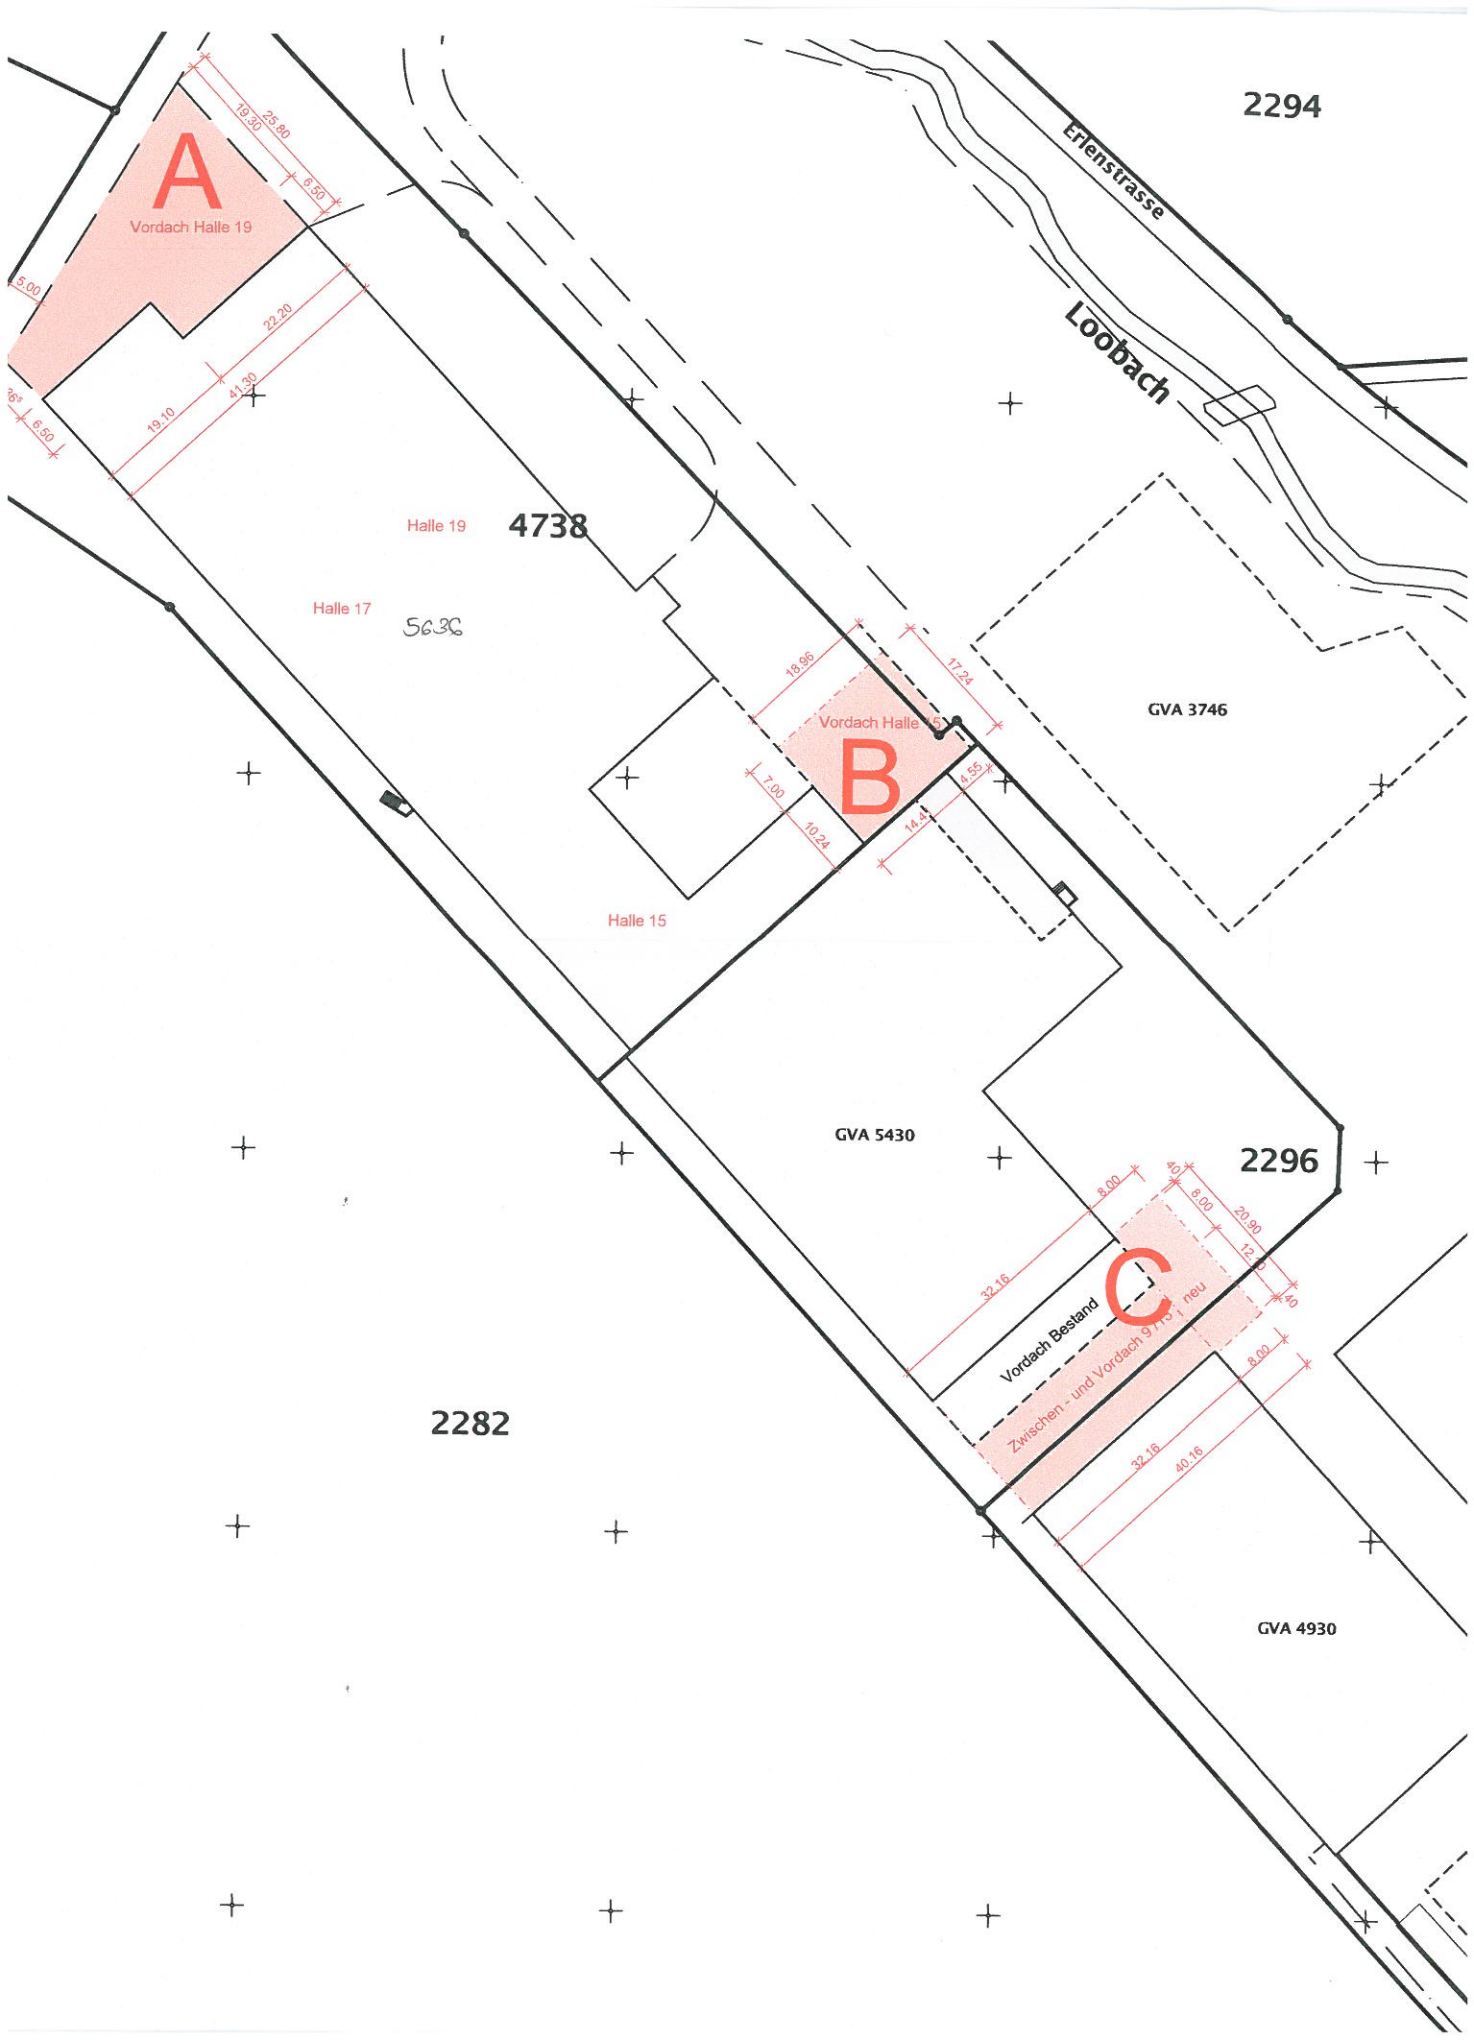 2294
Erlenstrasse
19.30
25.80
6.50
A
Vordach Halle 19
5.00
22.20
41.30
19.10
6.50
Loobach
Halle 19
4738
Halle 17
5636
18.96
17.24
GVA 3746
Vordach Halle 15
B
7.00
10.24
4.55
Halle 15
GVA 5430
2296
40
8.00
8.00
20.90
32.16
C
40
Vordach Bestand
Zwischen - und Vordach
neu
8.00
32.16
40.16
2282
GVA 4930